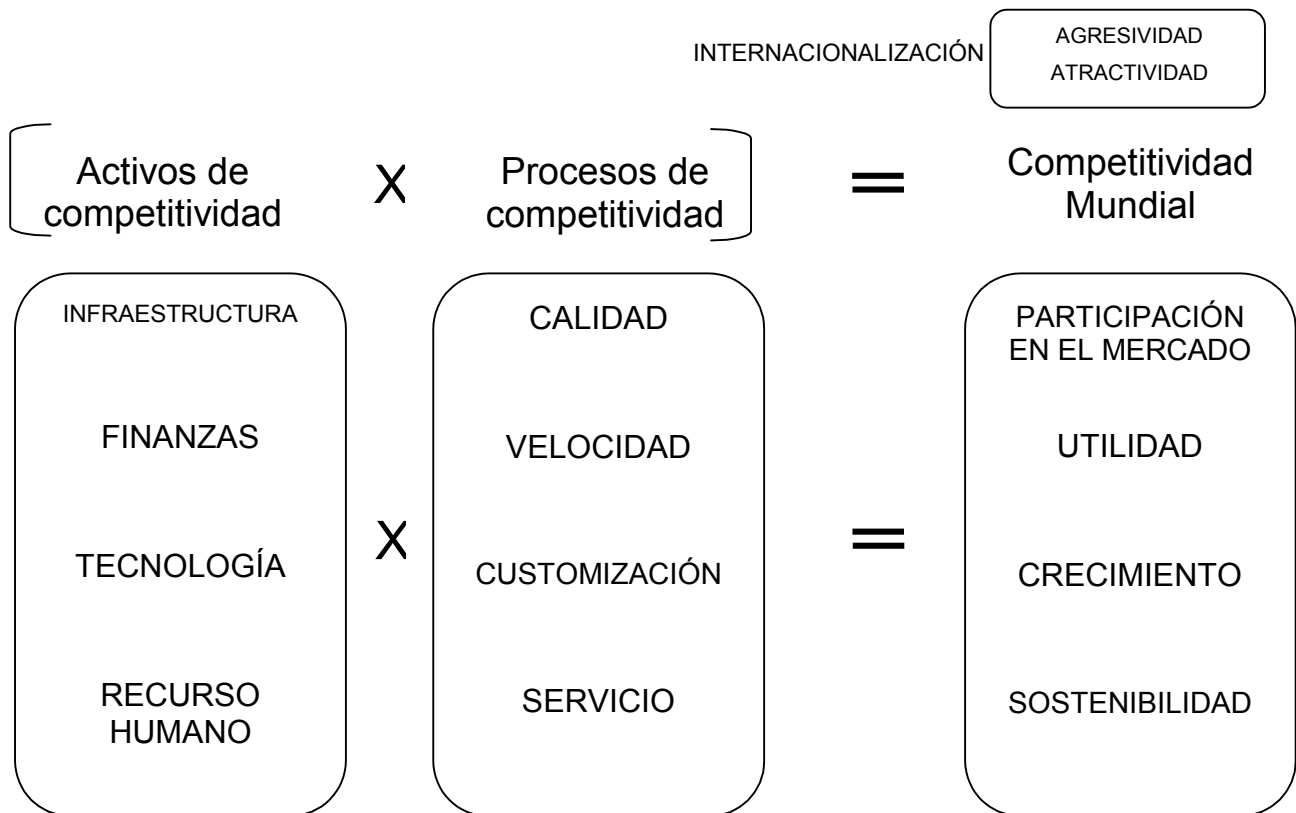 INTERNACIONALIZACIÓN
AGRESIVIDAD
ATRACTIVIDAD
Activos de
competitividad
X
Procesos de
competitividad
=
Competitividad
Mundial
INFRAESTRUCTURA
FINANZAS
TECNOLOGÍA
RECURSO
HUMANO
X
CALIDAD
VELOCIDAD
CUSTOMIZACIÓN
SERVICIO
=
PARTICIPACIÓN
EN EL MERCADO
UTILIDAD
CRECIMIENTO
SOSTENIBILIDAD